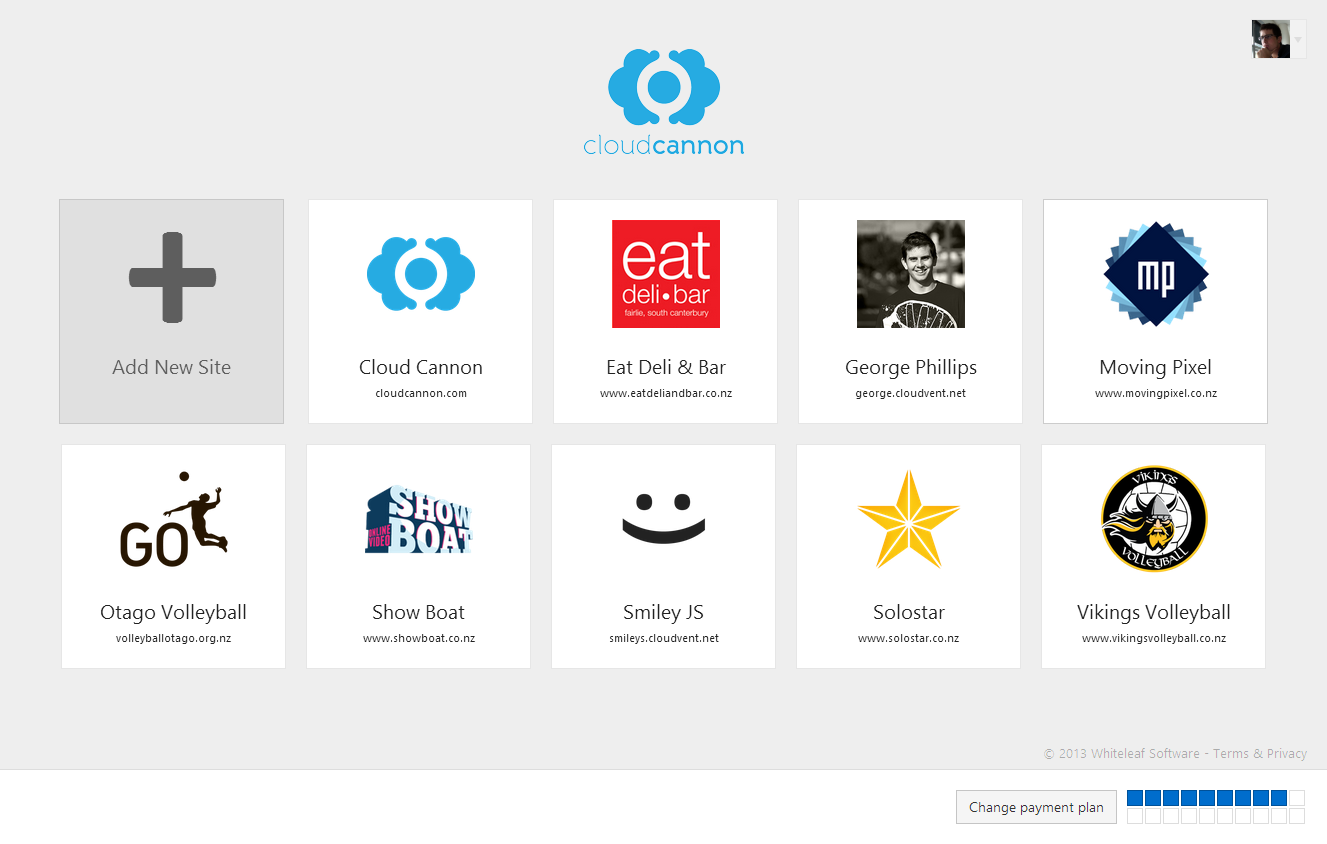 cloudcannon
Add New Site
Cloud Cannon
cloudcannon.com
eat
deli•bar
fairlie, south canterbury
Eat Deli & Bar
www.eatdeliandbar.co.nz
George Phillips
george.cloudvent.net
mp
Moving Pixel
www.movingpixel.co.nz
GO
Otago Volleyball
volleyballotago.org.nz
SHOW
BOAT
ONLINE
VIDEO
Show Boat
www.showboat.co.nz
Smiley JS
smileys.cloudvent.net
Solostar
www.solostar.co.nz
VIKINGS
VOLLEYBALL
Vikings Volleyball
www.vikingsvolleyball.co.nz
© 2013 Whiteleaf Software - Terms & Privacy
Change payment plan